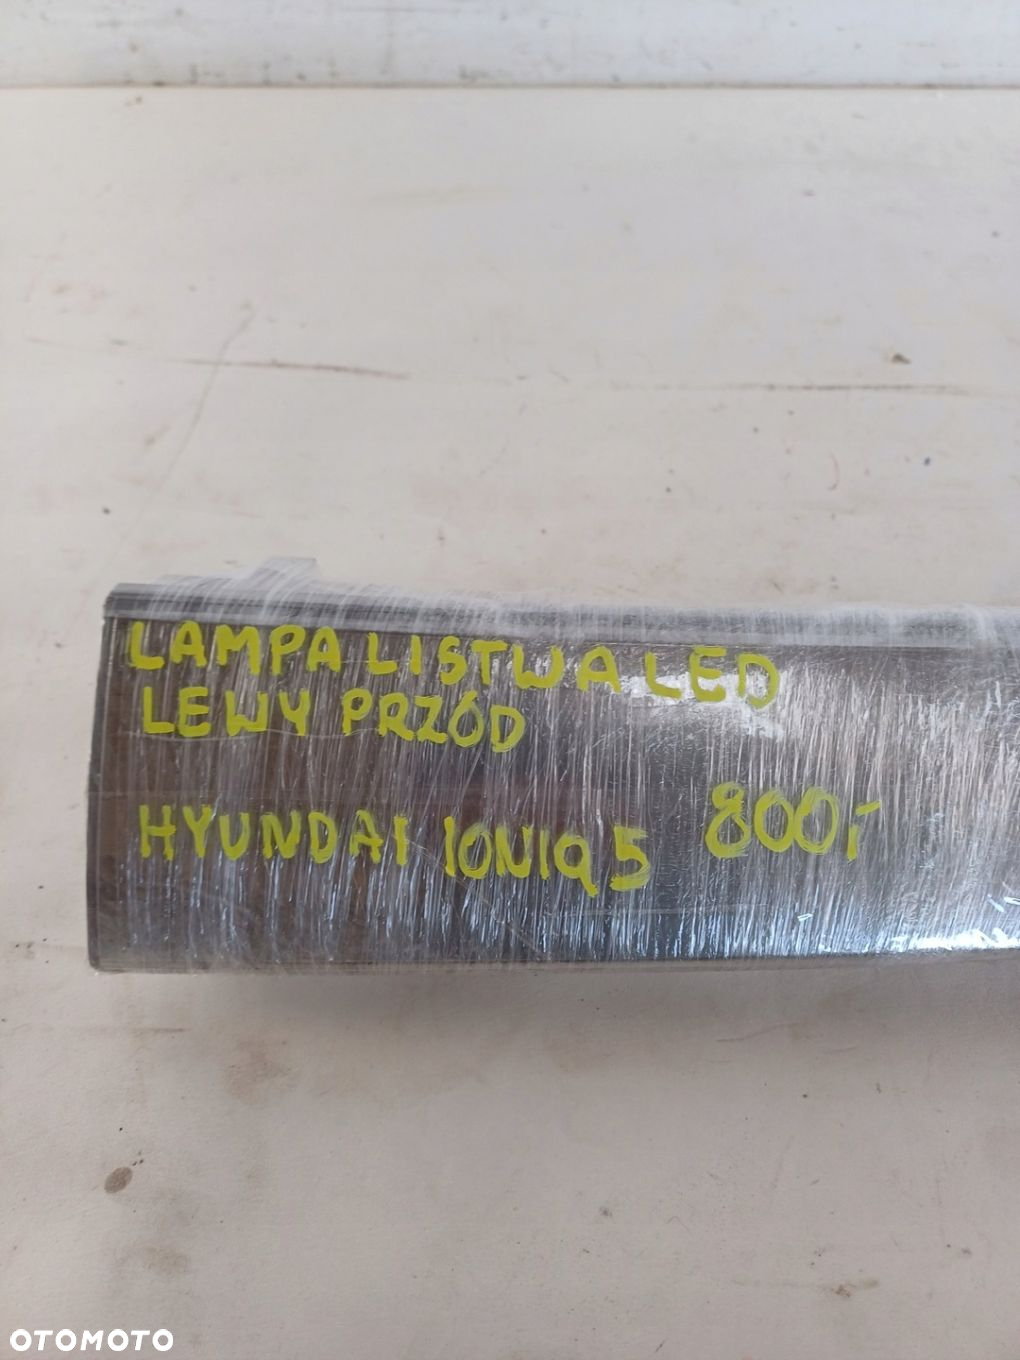 LAMPA LISTWA LED
LEWY PRZÓD
HYUNDAI IONIQ 5 800,-
OTOMOTO